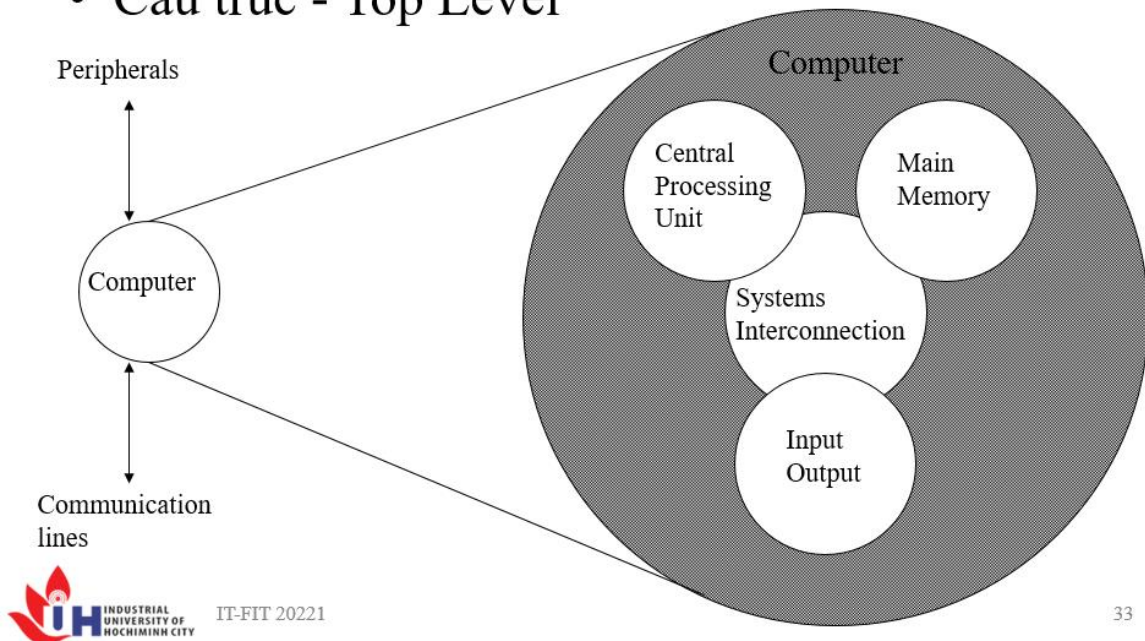 • Cấu trúc - Top Level
Peripherals
Computer
Communication
lines
Computer
Central
Processing
Unit
Main
Memory
Systems
Interconnection
Input
Output
IUH INDUSTRIAL
UNIVERSITY OF
HOCHIMINH CITY
IT-FIT 20221
33